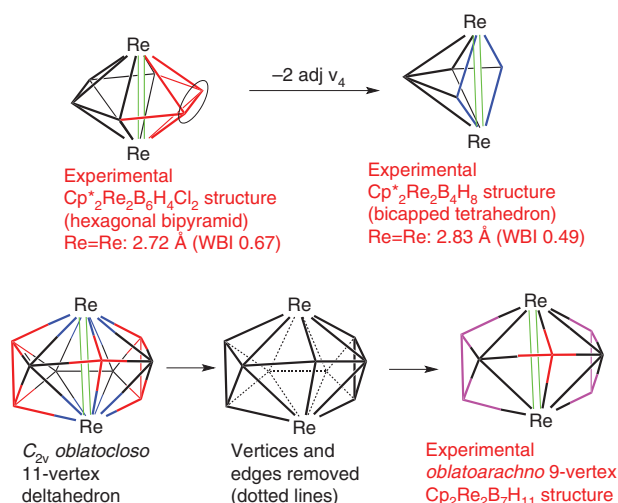 Re
Re
–2 adj v4
Re
Re
Experimental
Cp*2Re2B6H4Cl2 structure
(hexagonal bipyramid)
Re=Re: 2.72 Å (WBI 0.67)
Experimental
Cp*2Re2B4H8 structure
(bicapped tetrahedron)
Re=Re: 2.83 Å (WBI 0.49)
Re
Re
Re
Re
Re
Re
C2v oblatocloso
11-vertex
deltahedron
Vertices and
edges removed
(dotted lines)
Experimental
oblatoarachno 9-vertex
Cp2Re2B7H11 structure